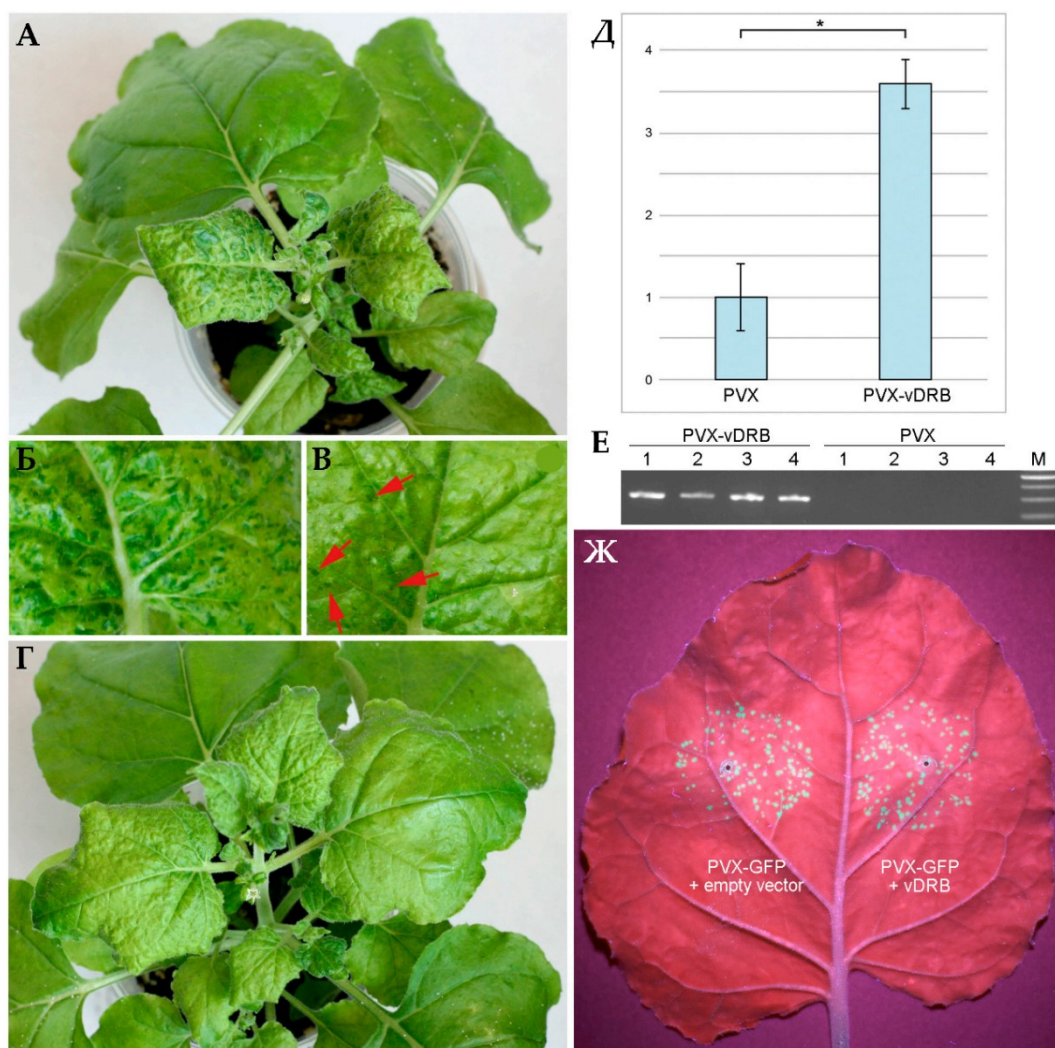 А
Б
В
Г
Д
*
4
3
2
1
0
PVX
PVX-vDRB
Е
PVX-vDRB
PVX
1 2 3 4 1 2 3 4 M
Ж
PVX-GFP
+ empty vector
PVX-GFP
+ vDRB